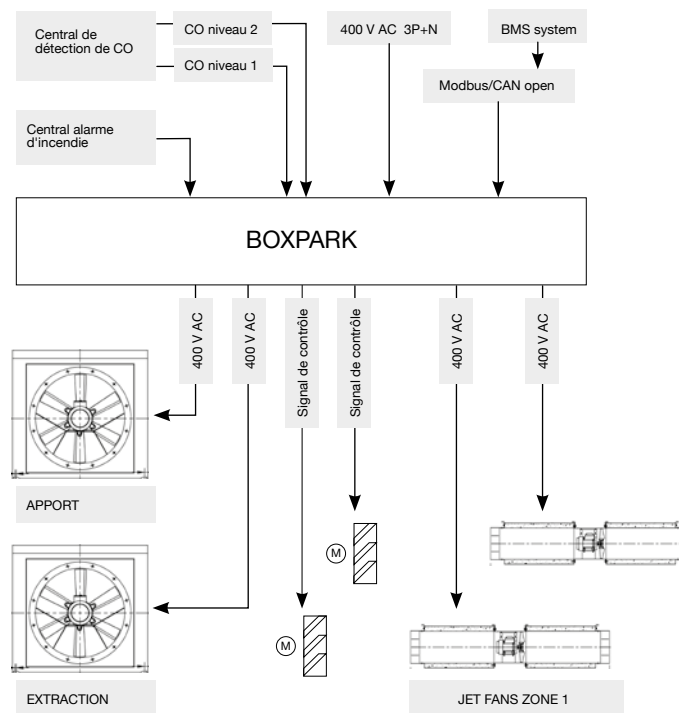 Central de
détection de CO
CO niveau 2
CO niveau 1
400 V AC 3P+N
BMS system
Modbus/CAN open
Central alarme
d'incendie
BOXPARK
400 V AC
400 V AC
Signal de contrôle
Signal de contrôle
400 V AC
400 V AC
APPORT
M
M
EXTRACTION
JET FANS ZONE 1